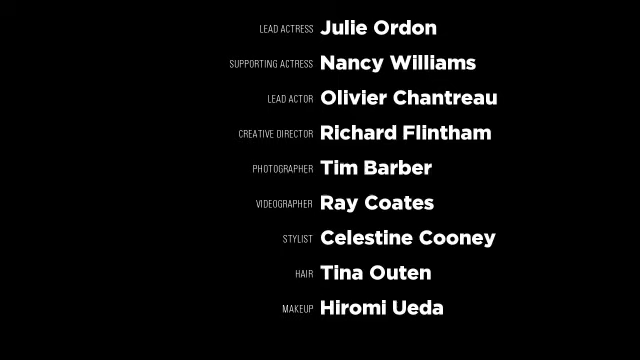 LEAD ACTRESS Julie Ordon
SUPPORTING ACTRESS Nancy Williams
LEAD ACTOR Olivier Chantreau
CREATIVE DIRECTOR Richard Flintham
PHOTOGRAPHER Tim Barber
VIDEOGRAPHER Ray Coates
STYLIST Celestine Cooney
HAIR Tina Outen
MAKEUP Hiromi Ueda